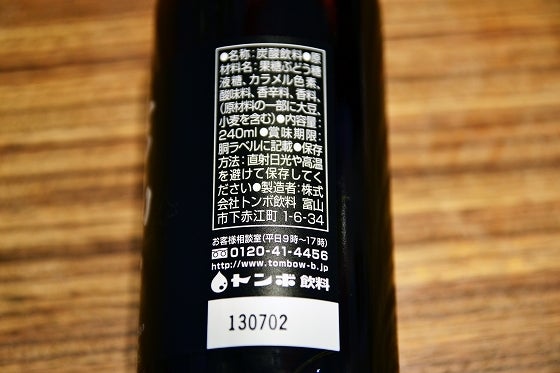 ●名称:炭酸飲料●原
材料名:果糖ぶどう糖
液糖、カラメル色素、
酸味料、香辛料、香料、
(原材料の一部に大豆、
小麦を含む)●内容量:
240ml●賞味期限:
胴ラベルに記載●保存
方法:直射日光や高温
を避けて保存してく
ださい●製造者:株式
会社トンボ飲料 富山
市下赤江町 1-6-34
お客様相談室(平日9時〜17時)
0120-41-4456
http://www.tombow-b.jp
トンボ飲料
130702